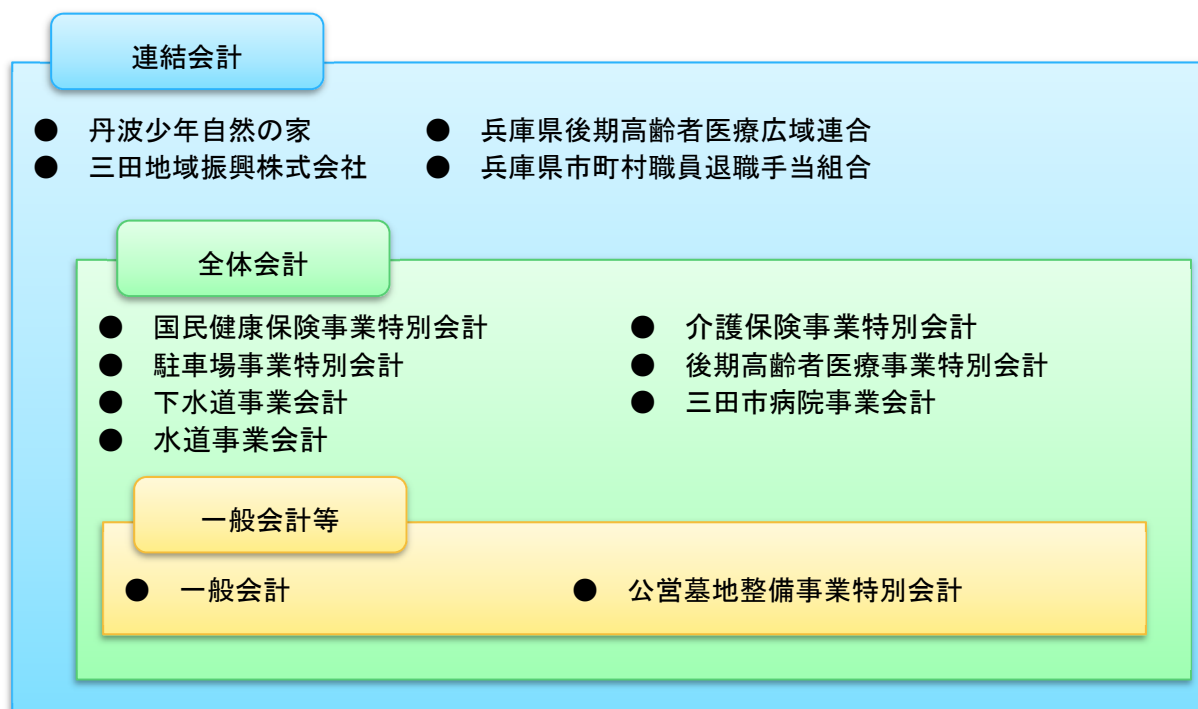 連結会計
● 丹波少年自然の家 ● 兵庫県後期高齢者医療広域連合
● 三田地域振興株式会社 ● 兵庫県市町村職員退職手当組合
全体会計
● 国民健康保険事業特別会計 ● 介護保険事業特別会計
● 駐車場事業特別会計 ● 後期高齢者医療事業特別会計
● 下水道事業会計 ● 三田市病院事業会計
● 水道事業会計
一般会計等
● 一般会計 ● 公営墓地整備事業特別会計